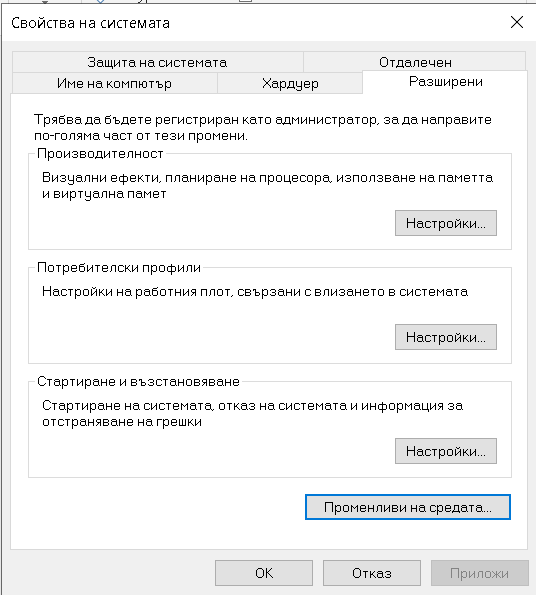 Свойства на системата
Защита на системата
Отдалечен
Име на компютър
Хардуер
Разширени
Трябва да бъдете регистриран като администратор, за да направите
по-голяма част от тези промени.
Производителност
Визуални ефекти, планиране на процесора, използване на паметта
и виртуална памет
Настройки...
Потребителски профили
Настройки на работния плот, свързани с влизането в системата
Настройки...
Стартиране и възстановяване
Стартиране на системата, отказ на системата и информация за
отстраняване на грешки
Настройки...
Променливи на средата...
OK
Отказ
Приложи